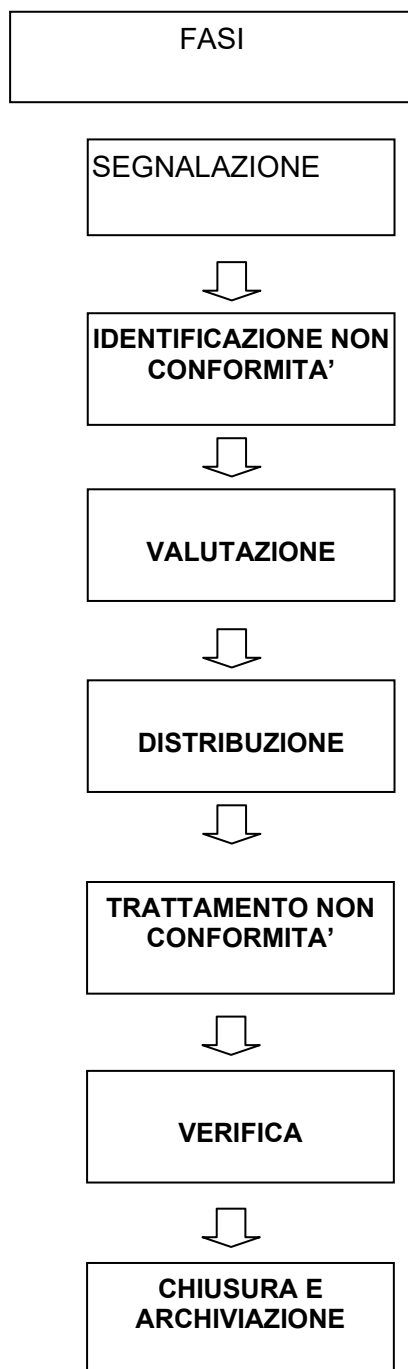 FASI
SEGNALAZIONE
IDENTIFICAZIONE NON
CONFORMITA’
VALUTAZIONE
DISTRIBUZIONE
TRATTAMENTO NON
CONFORMITA’
VERIFICA
CHIUSURA E
ARCHIVIAZIONE